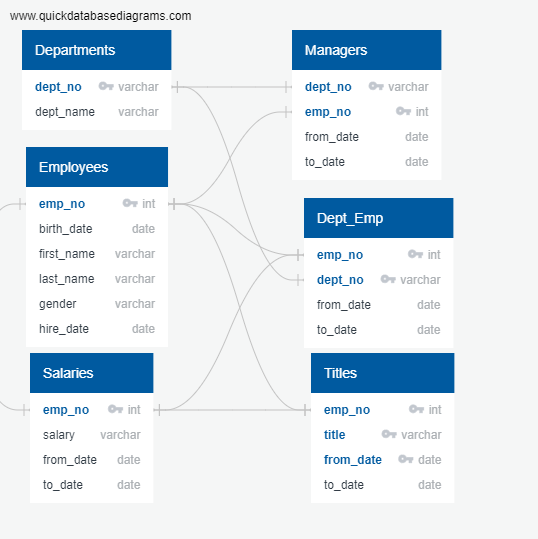 www.quickdatabasediagrams.com
Departments
dept_no varchar
dept_name varchar
Managers
dept_no varchar
emp_no int
from_date date
to_date date
Employees
emp_no int
birth_date date
first_name varchar
last_name varchar
gender varchar
hire_date date
Dept_Emp
emp_no int
dept_no varchar
from_date date
to_date date
Salaries
emp_no int
salary varchar
from_date date
to_date date
Titles
emp_no int
title varchar
from_date date
to_date date